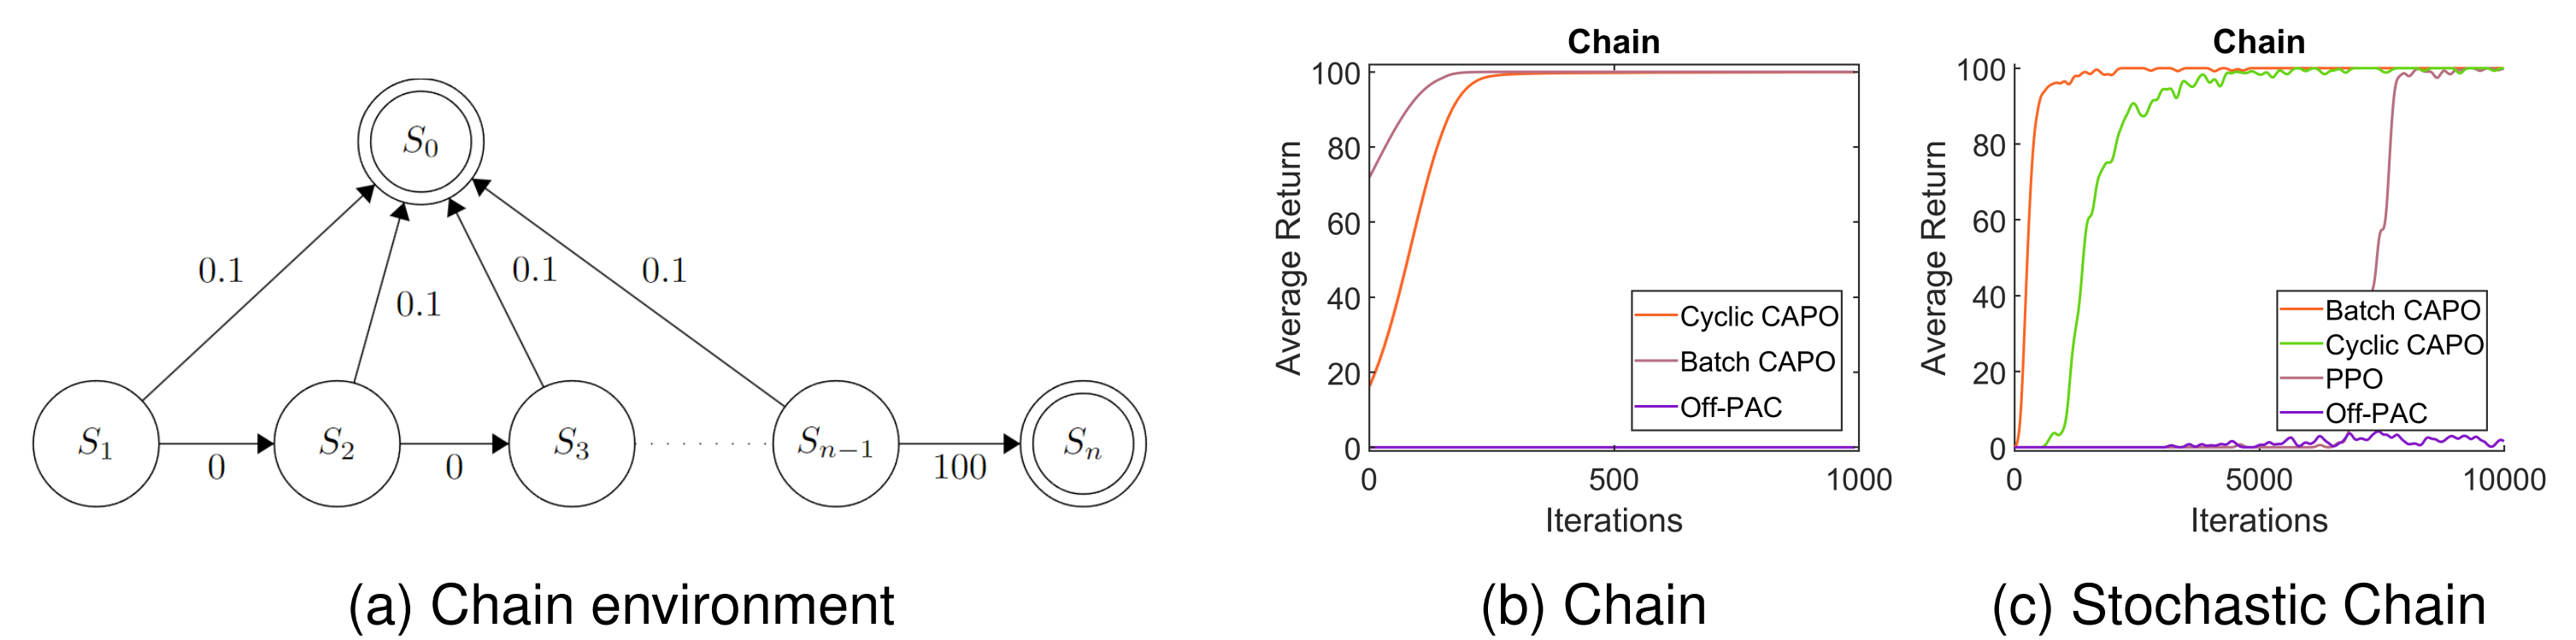 S₀
0.1
0.1
0.1
0.1
S₁
S₂
S₃
Sₙ₋₁
Sₙ
0
0
100
(a) Chain environment
Chain
Average Return
100
80
60
40
20
0
Cyclic CAPO
Batch CAPO
Off-PAC
0
500
1000
Iterations
(b) Chain
Chain
Average Return
100
80
60
40
20
0
Batch CAPO
Cyclic CAPO
PPO
Off-PAC
0
5000
10000
Iterations
(c) Stochastic Chain